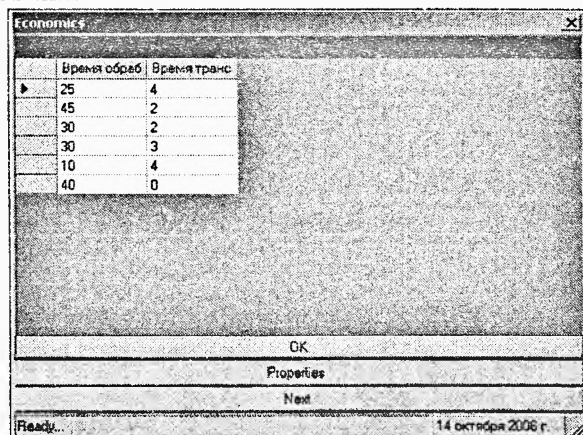 Economics
Время обраб Время транс
25 4
45 2
30 2
30 3
10 4
40 0
OK
Properties
Next
Ready... 14 октября 2006 г.